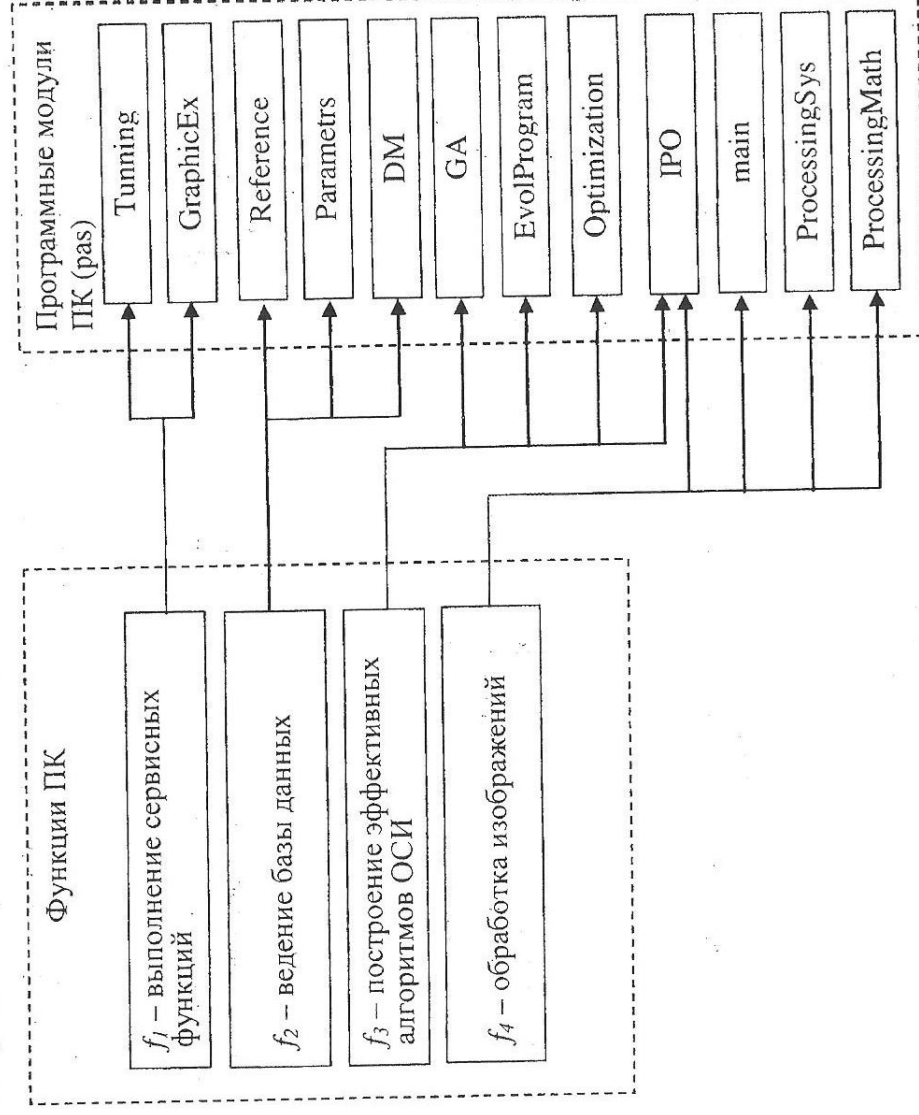 Функции ПК
f1 – выполнение сервисных
функций
f2 – ведение базы данных
f3 – построение эффективных
алгоритмов ОСИ
f4 – обработка изображений
Программные модули
ПК (pas)
Tunning
GraphicEx
Reference
Parametrs
DM
GA
EvolProgram
Optimization
IPO
main
ProcessingSys
ProcessingMath